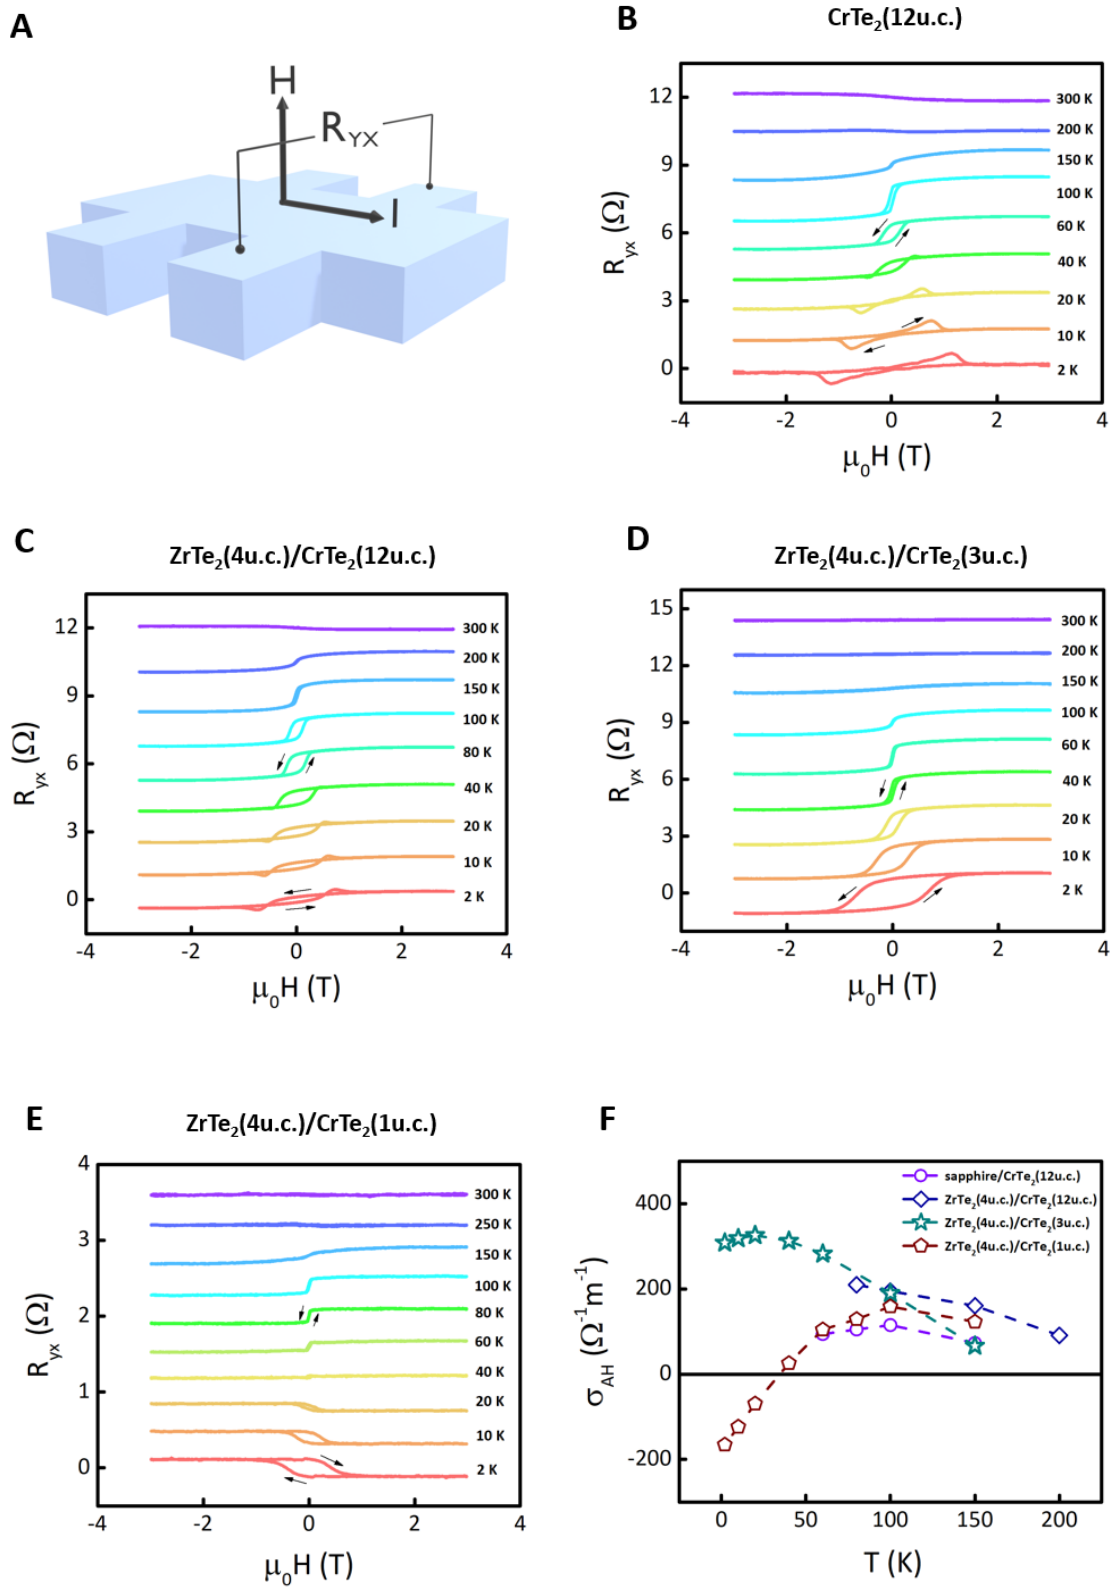 A
H
R_YX
I
B
CrTe₂(12u.c.)
12
9
6
3
0
-4 -2 0 2 4
R_yx (Ω)
μ₀H (T)
300 K
200 K
150 K
100 K
60 K
40 K
20 K
10 K
2 K
C
ZrTe₂(4u.c.)/CrTe₂(12u.c.)
12
9
6
3
0
-4 -2 0 2 4
R_yx (Ω)
μ₀H (T)
300 K
200 K
150 K
100 K
80 K
40 K
20 K
10 K
2 K
D
ZrTe₂(4u.c.)/CrTe₂(3u.c.)
15
12
9
6
3
0
-4 -2 0 2 4
R_yx (Ω)
μ₀H (T)
300 K
200 K
150 K
100 K
60 K
40 K
20 K
10 K
2 K
E
ZrTe₂(4u.c.)/CrTe₂(1u.c.)
4
3
2
1
0
-4 -2 0 2 4
R_yx (Ω)
μ₀H (T)
300 K
250 K
150 K
100 K
80 K
60 K
40 K
20 K
10 K
2 K
F
400
200
0
-200
0 50 100 150 200
σ_AH (Ω⁻¹m⁻¹)
T (K)
sapphire/CrTe₂(12u.c.)
ZrTe₂(4u.c.)/CrTe₂(12u.c.)
ZrTe₂(4u.c.)/CrTe₂(3u.c.)
ZrTe₂(4u.c.)/CrTe₂(1u.c.)